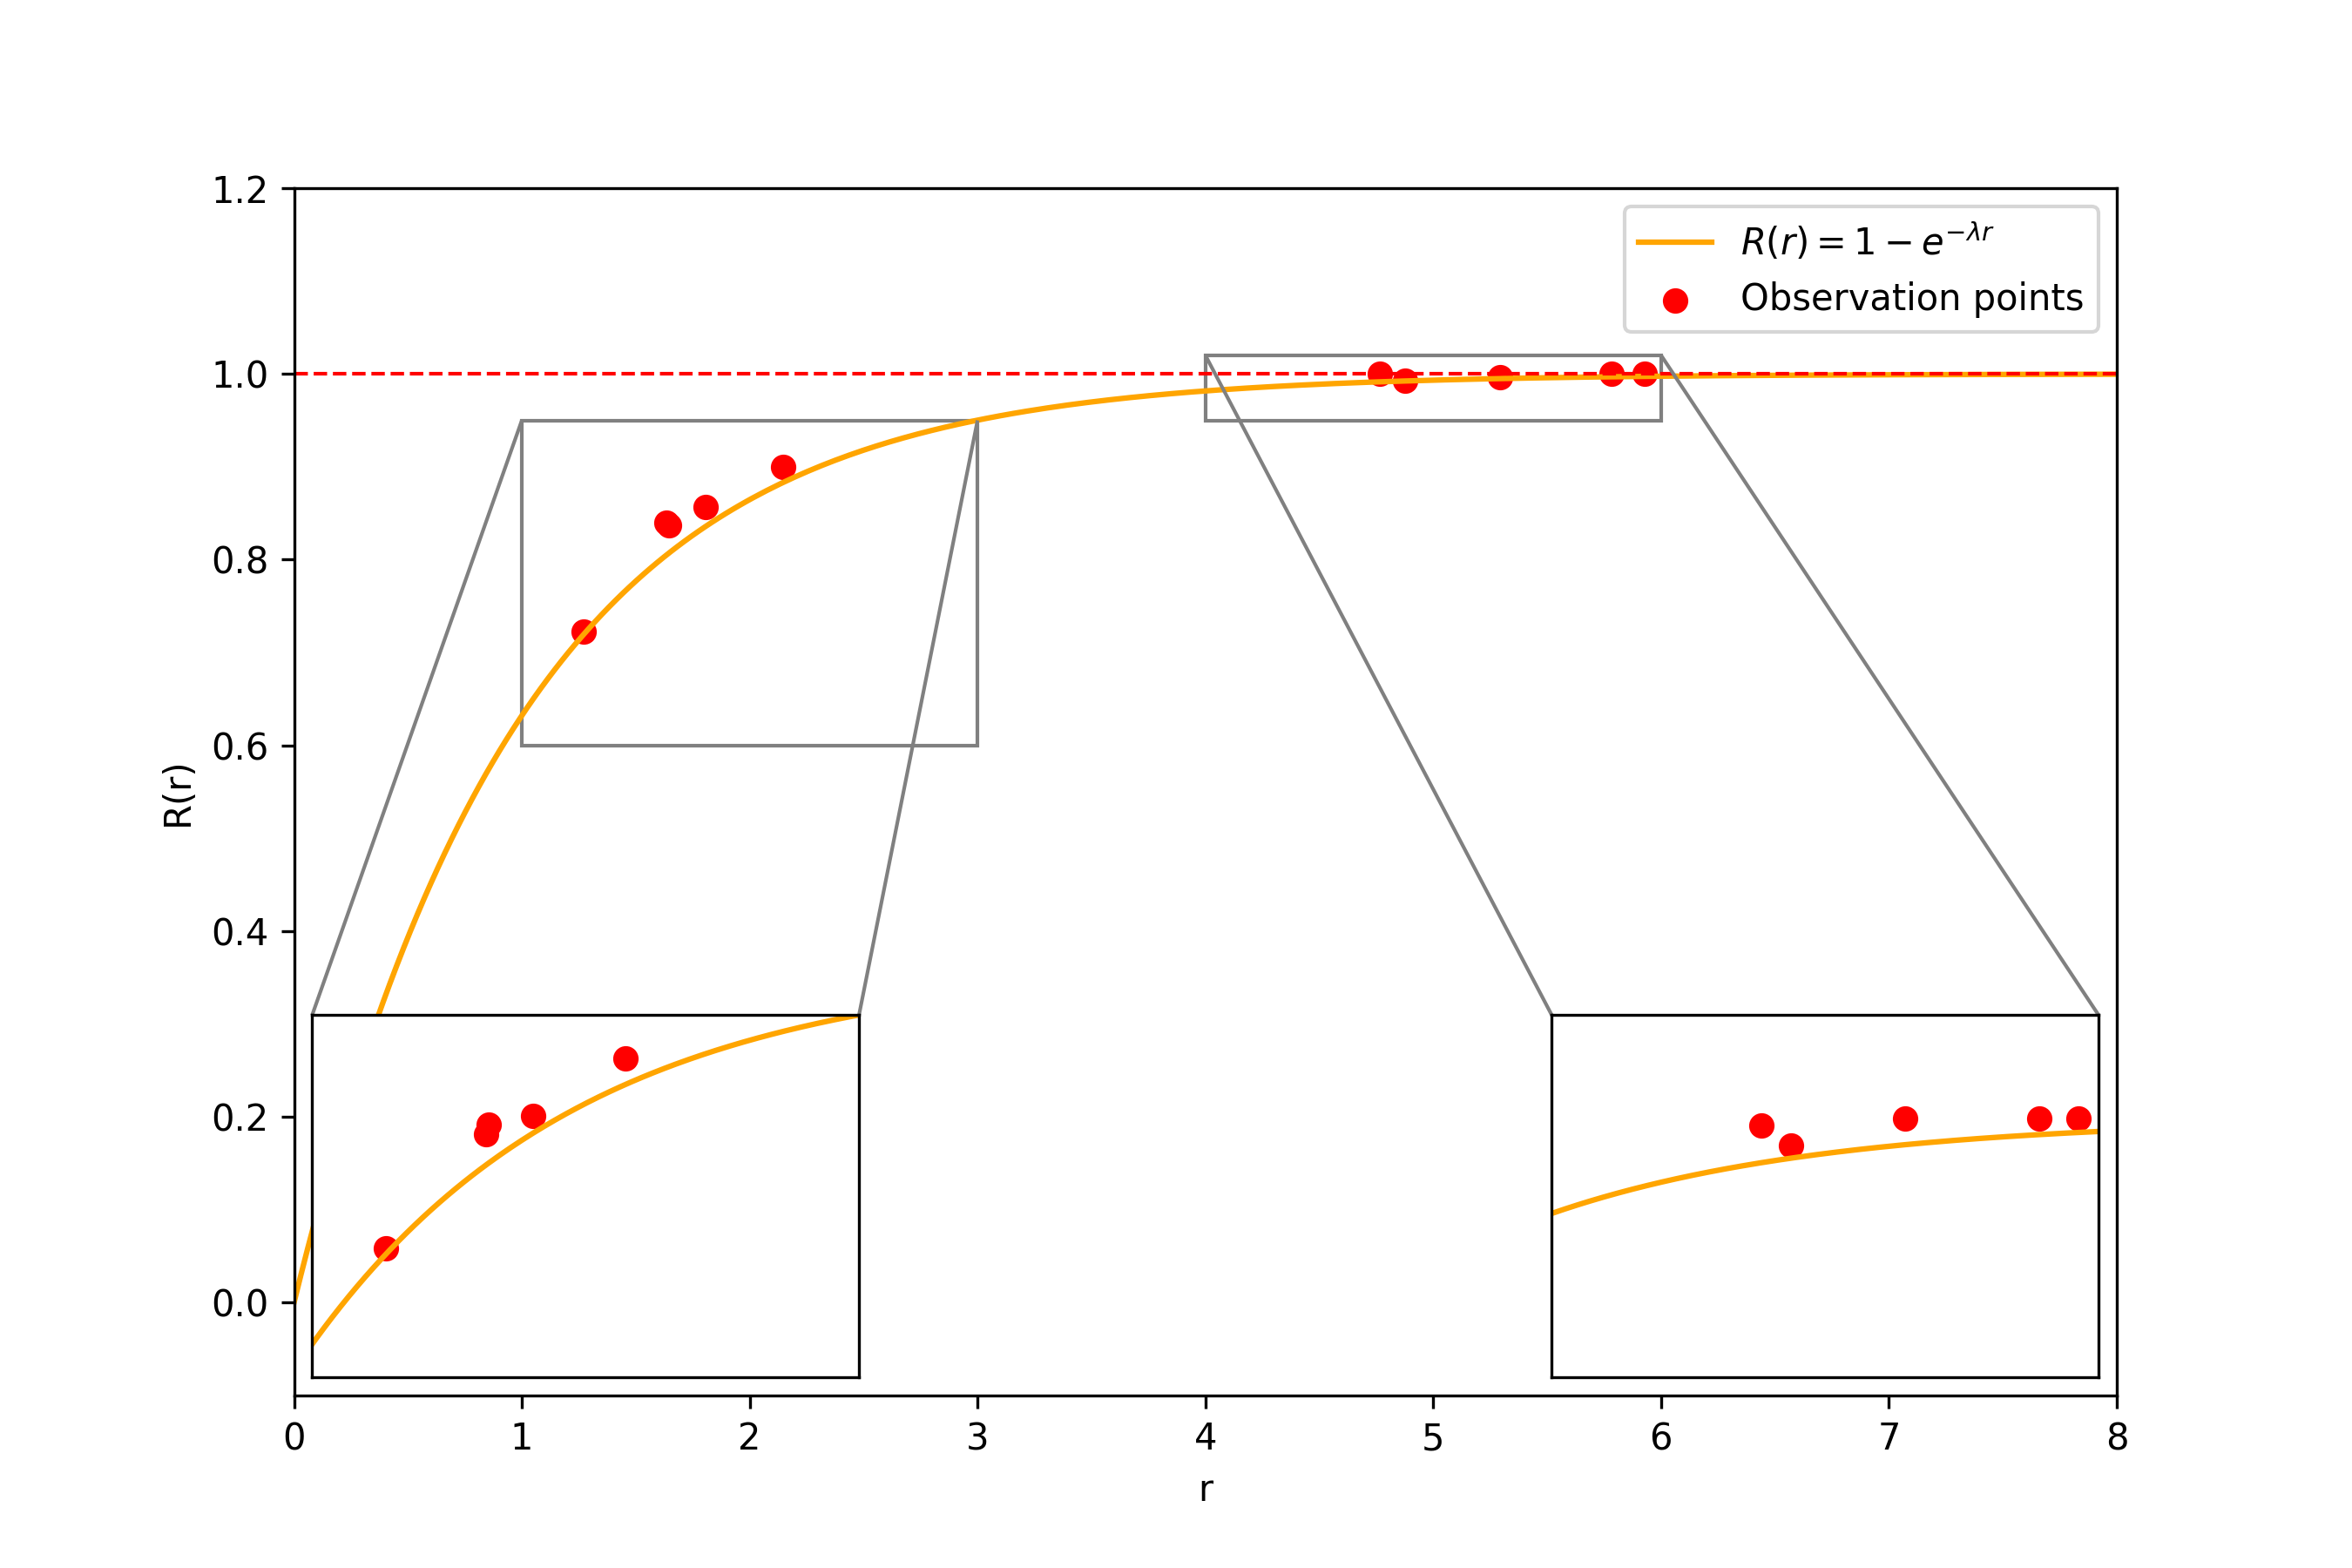 1.2
1.0
0.8
0.6
0.4
0.2
0.0
R(r)
R(r) = 1 − e^{−λr}
Observation points
0 1 2 3 4 5 6 7 8
r